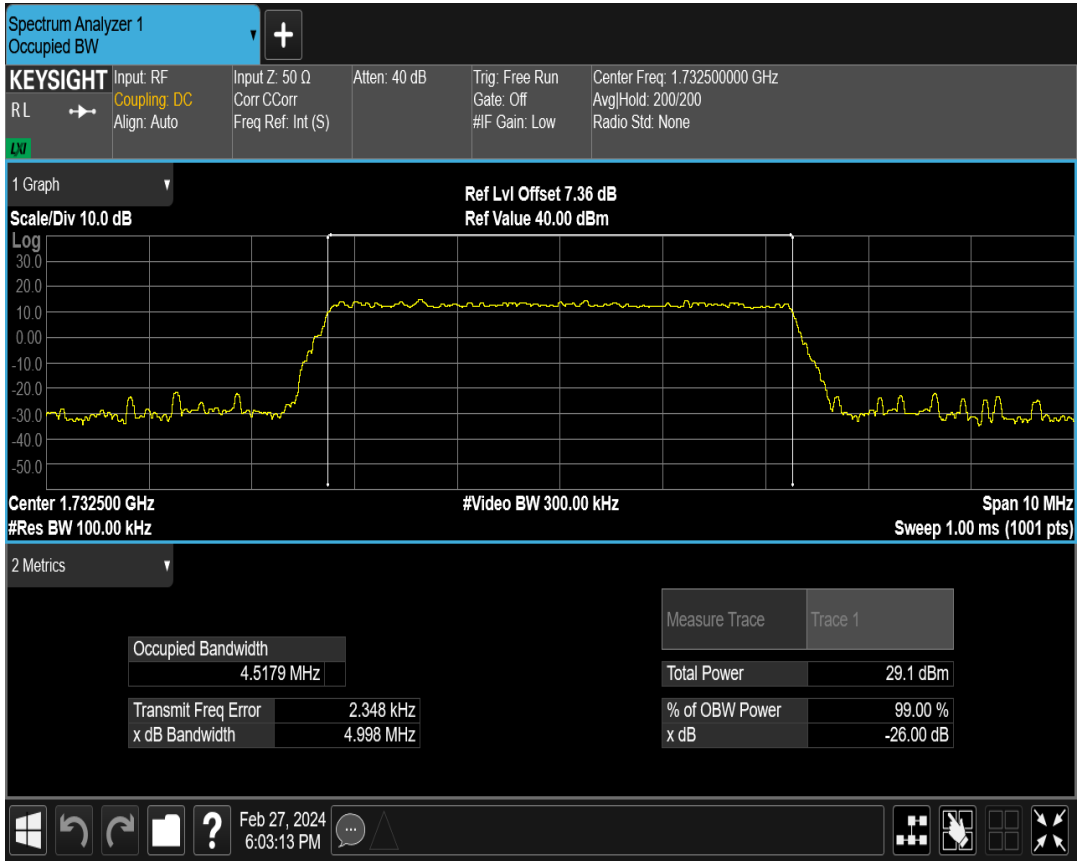 Spectrum Analyzer 1
Occupied BW
+
KEYSIGHT
RL
LXI
Input: RF
Coupling: DC
Align: Auto
Input Z: 50 Ω
Corr CCorr
Freq Ref: Int (S)
Atten: 40 dB
Trig: Free Run
Gate: Off
#IF Gain: Low
Center Freq: 1.732500000 GHz
Avg|Hold: 200/200
Radio Std: None
1 Graph
Scale/Div 10.0 dB
Ref Lvl Offset 7.36 dB
Ref Value 40.00 dBm
Log
30.0
20.0
10.0
0.00
-10.0
-20.0
-30.0
-40.0
-50.0
Center 1.732500 GHz
#Video BW 300.00 kHz
Span 10 MHz
#Res BW 100.00 kHz
Sweep 1.00 ms (1001 pts)
2 Metrics
Measure Trace Trace 1
Occupied Bandwidth
4.5179 MHz
Total Power 29.1 dBm
Transmit Freq Error 2.348 kHz
% of OBW Power 99.00 %
x dB Bandwidth 4.998 MHz
x dB -26.00 dB
?
Feb 27, 2024
6:03:13 PM